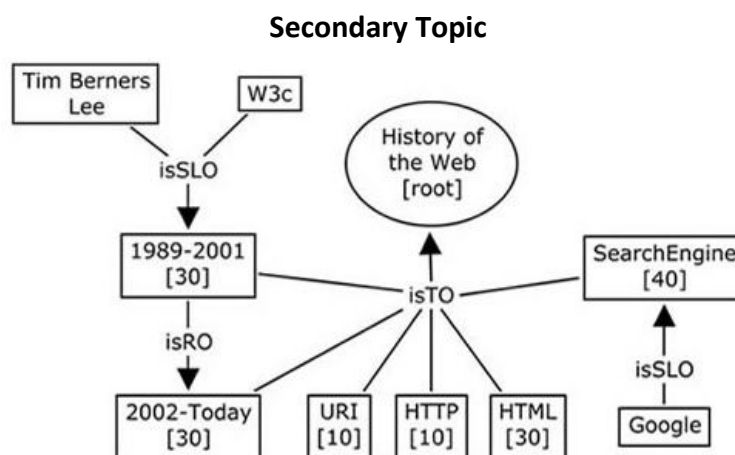 Secondary Topic
Tim Berners
Lee
W3c
History of
the Web
[root]
isSLO
1989-2001
[30]
SearchEngine
[40]
isTO
isRO
isSLO
2002-Today
[30]
URI
[10]
HTTP
[10]
HTML
[30]
Google